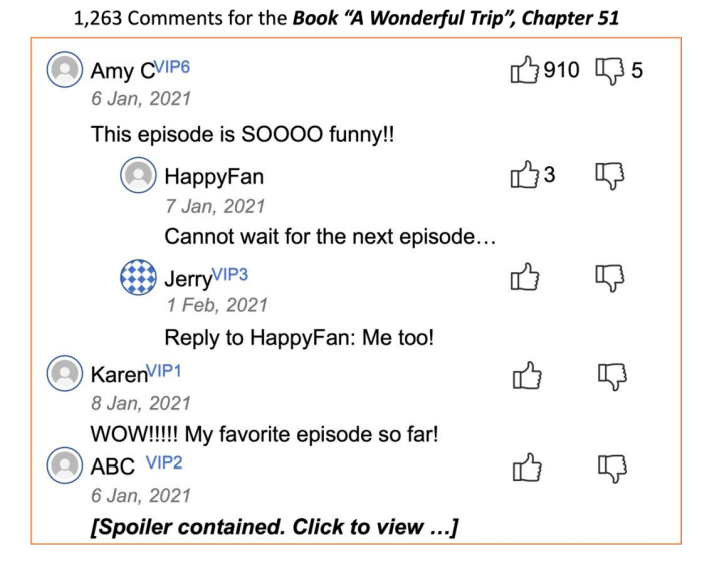 1,263 Comments for the Book “A Wonderful Trip”, Chapter 51
Amy C VIP6 910 5
6 Jan, 2021
This episode is SOOOO funny!!
HappyFan 3
7 Jan, 2021
Cannot wait for the next episode…
Jerry VIP3
1 Feb, 2021
Reply to HappyFan: Me too!
Karen VIP1
8 Jan, 2021
WOW!!!!! My favorite episode so far!
ABC VIP2
6 Jan, 2021
[Spoiler contained. Click to view …]